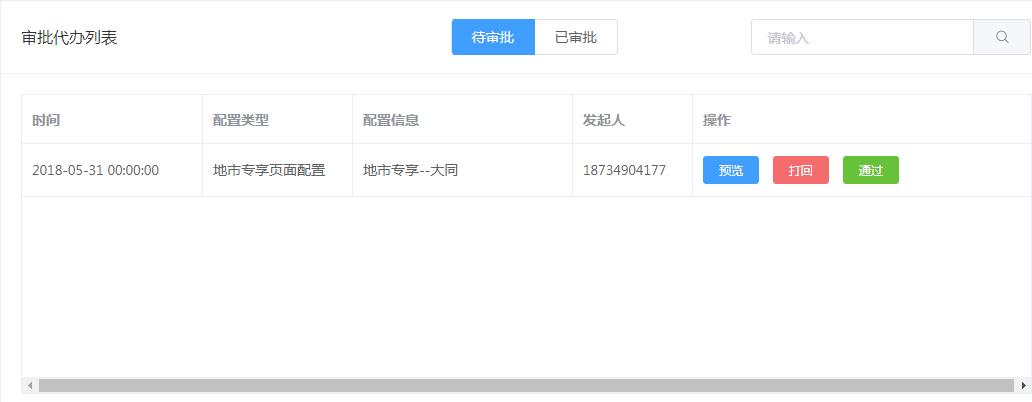 审批代办列表 待审批 已审批 请输入
时间 配置类型 配置信息 发起人 操作
2018-05-31 00:00:00 地市专享页面配置 地市专享--大同 18734904177 预览 打回 通过